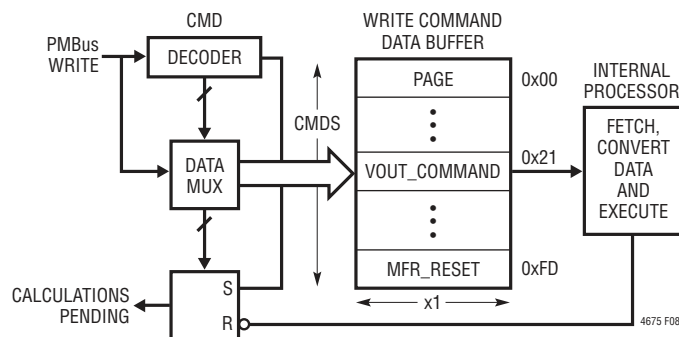 CMD
PMBus
WRITE
DECODER
DATA
MUX
CMDS
S
R
CALCULATIONS
PENDING
WRITE COMMAND
DATA BUFFER
PAGE
0x00
VOUT_COMMAND
0x21
MFR_RESET
0xFD
x1
INTERNAL
PROCESSOR
FETCH,
CONVERT
DATA
AND
EXECUTE
4675 F08